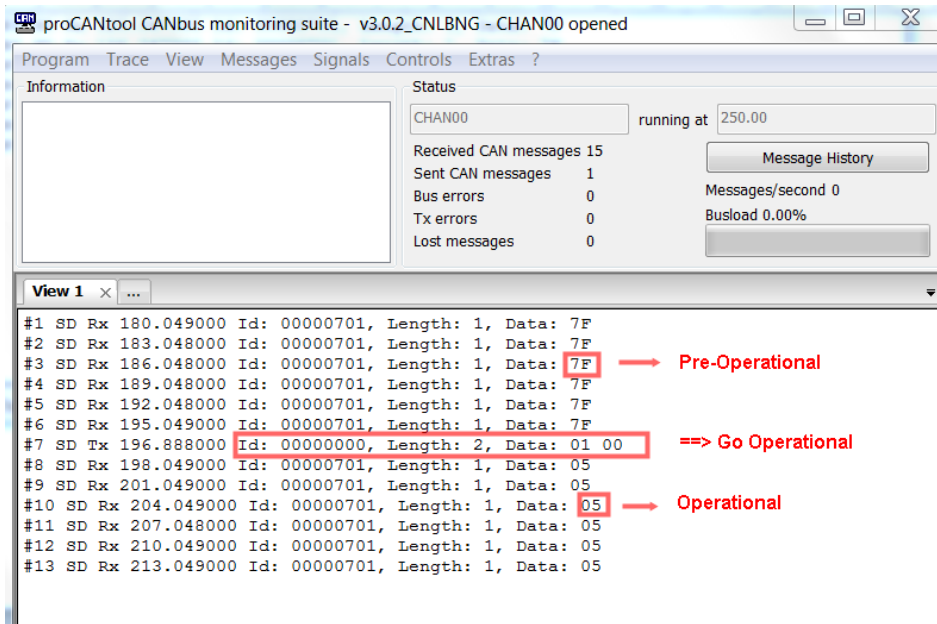 proCANtool CANbus monitoring suite - v3.0.2_CNLBNG - CHAN00 opened
Program Trace View Messages Signals Controls Extras ?
Information
Status
CHAN00 running at 250.00
Received CAN messages 15
Message History
Sent CAN messages 1
Bus errors 0
Messages/second 0
Tx errors 0
Busload 0.00%
Lost messages 0
View 1 × ...
#1 SD Rx 180.049000 Id: 00000701, Length: 1, Data: 7F
#2 SD Rx 183.048000 Id: 00000701, Length: 1, Data: 7F
#3 SD Rx 186.048000 Id: 00000701, Length: 1, Data: 7F Pre-Operational
#4 SD Rx 189.048000 Id: 00000701, Length: 1, Data: 7F
#5 SD Rx 192.048000 Id: 00000701, Length: 1, Data: 7F
#6 SD Rx 195.049000 Id: 00000701, Length: 1, Data: 7F
#7 SD Tx 196.888000 Id: 00000000, Length: 2, Data: 01 00 ==> Go Operational
#8 SD Rx 198.049000 Id: 00000701, Length: 1, Data: 05
#9 SD Rx 201.049000 Id: 00000701, Length: 1, Data: 05
#10 SD Rx 204.049000 Id: 00000701, Length: 1, Data: 05 Operational
#11 SD Rx 207.048000 Id: 00000701, Length: 1, Data: 05
#12 SD Rx 210.049000 Id: 00000701, Length: 1, Data: 05
#13 SD Rx 213.049000 Id: 00000701, Length: 1, Data: 05